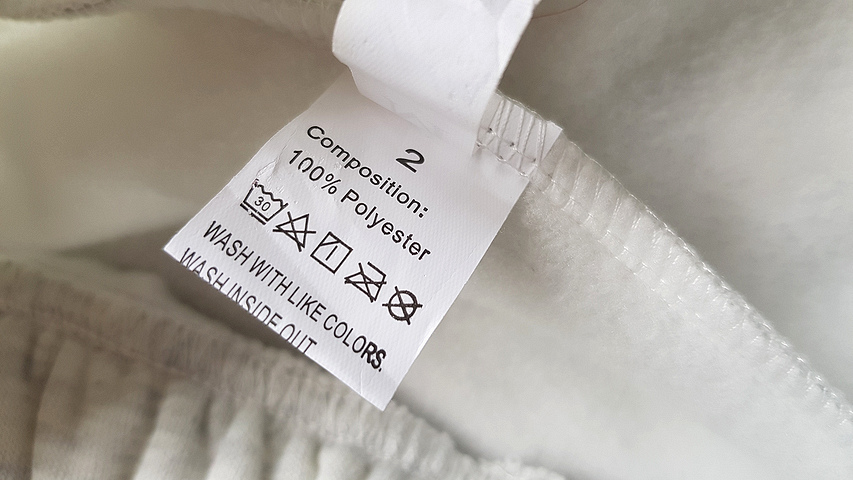 2
Composition:
100% Polyester
30
WASH WITH LIKE COLORS.
WASH INSIDE OUT